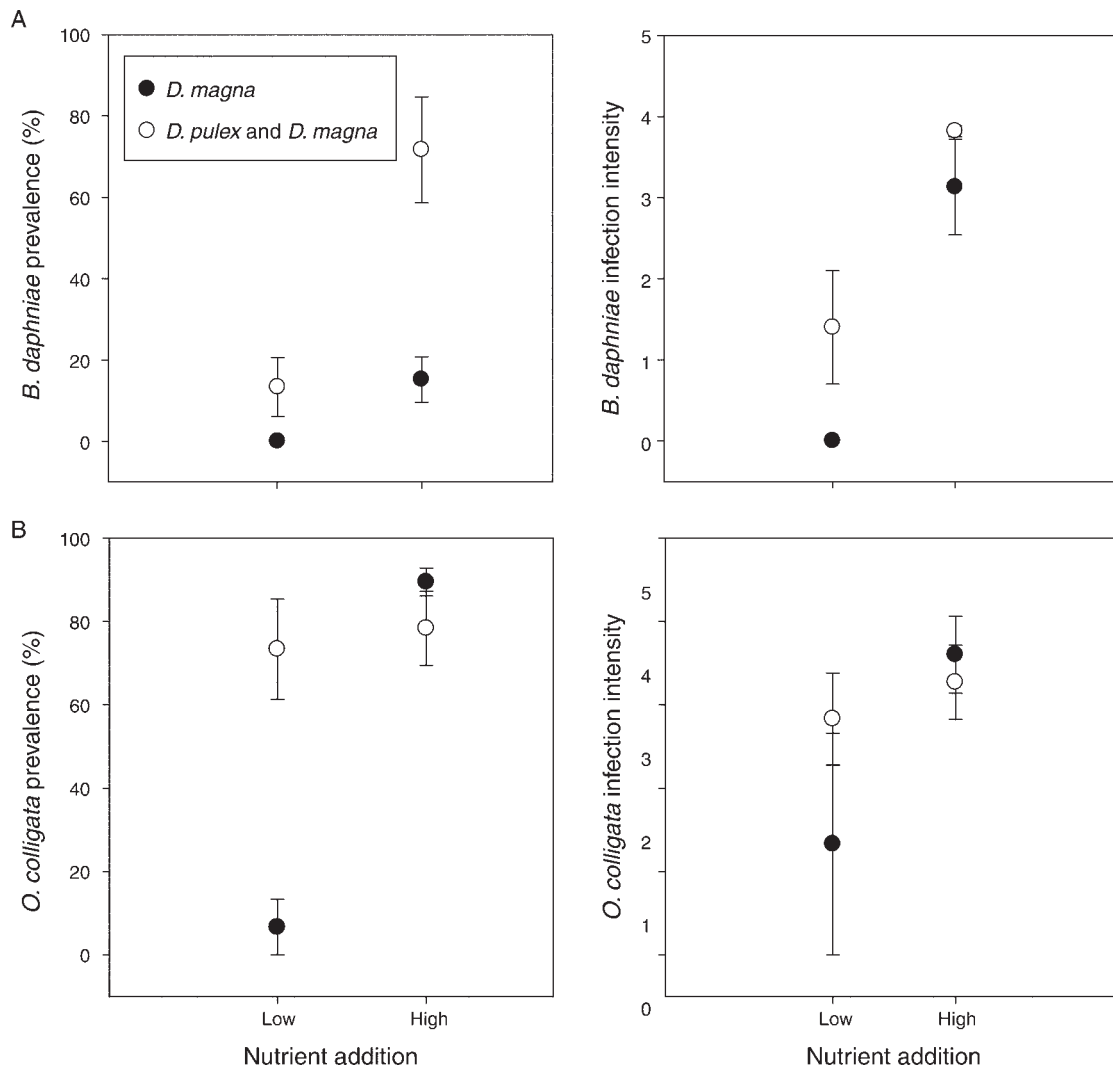 A
100
80
60
40
20
0
B. daphniae prevalence (%)
D. magna
D. pulex and D. magna
5
4
3
2
1
0
B. daphniae infection intensity
B
100
80
60
40
20
0
O. colligata prevalence (%)
Low
High
Nutrient addition
5
4
3
2
1
0
O. colligata infection intensity
Low
High
Nutrient addition